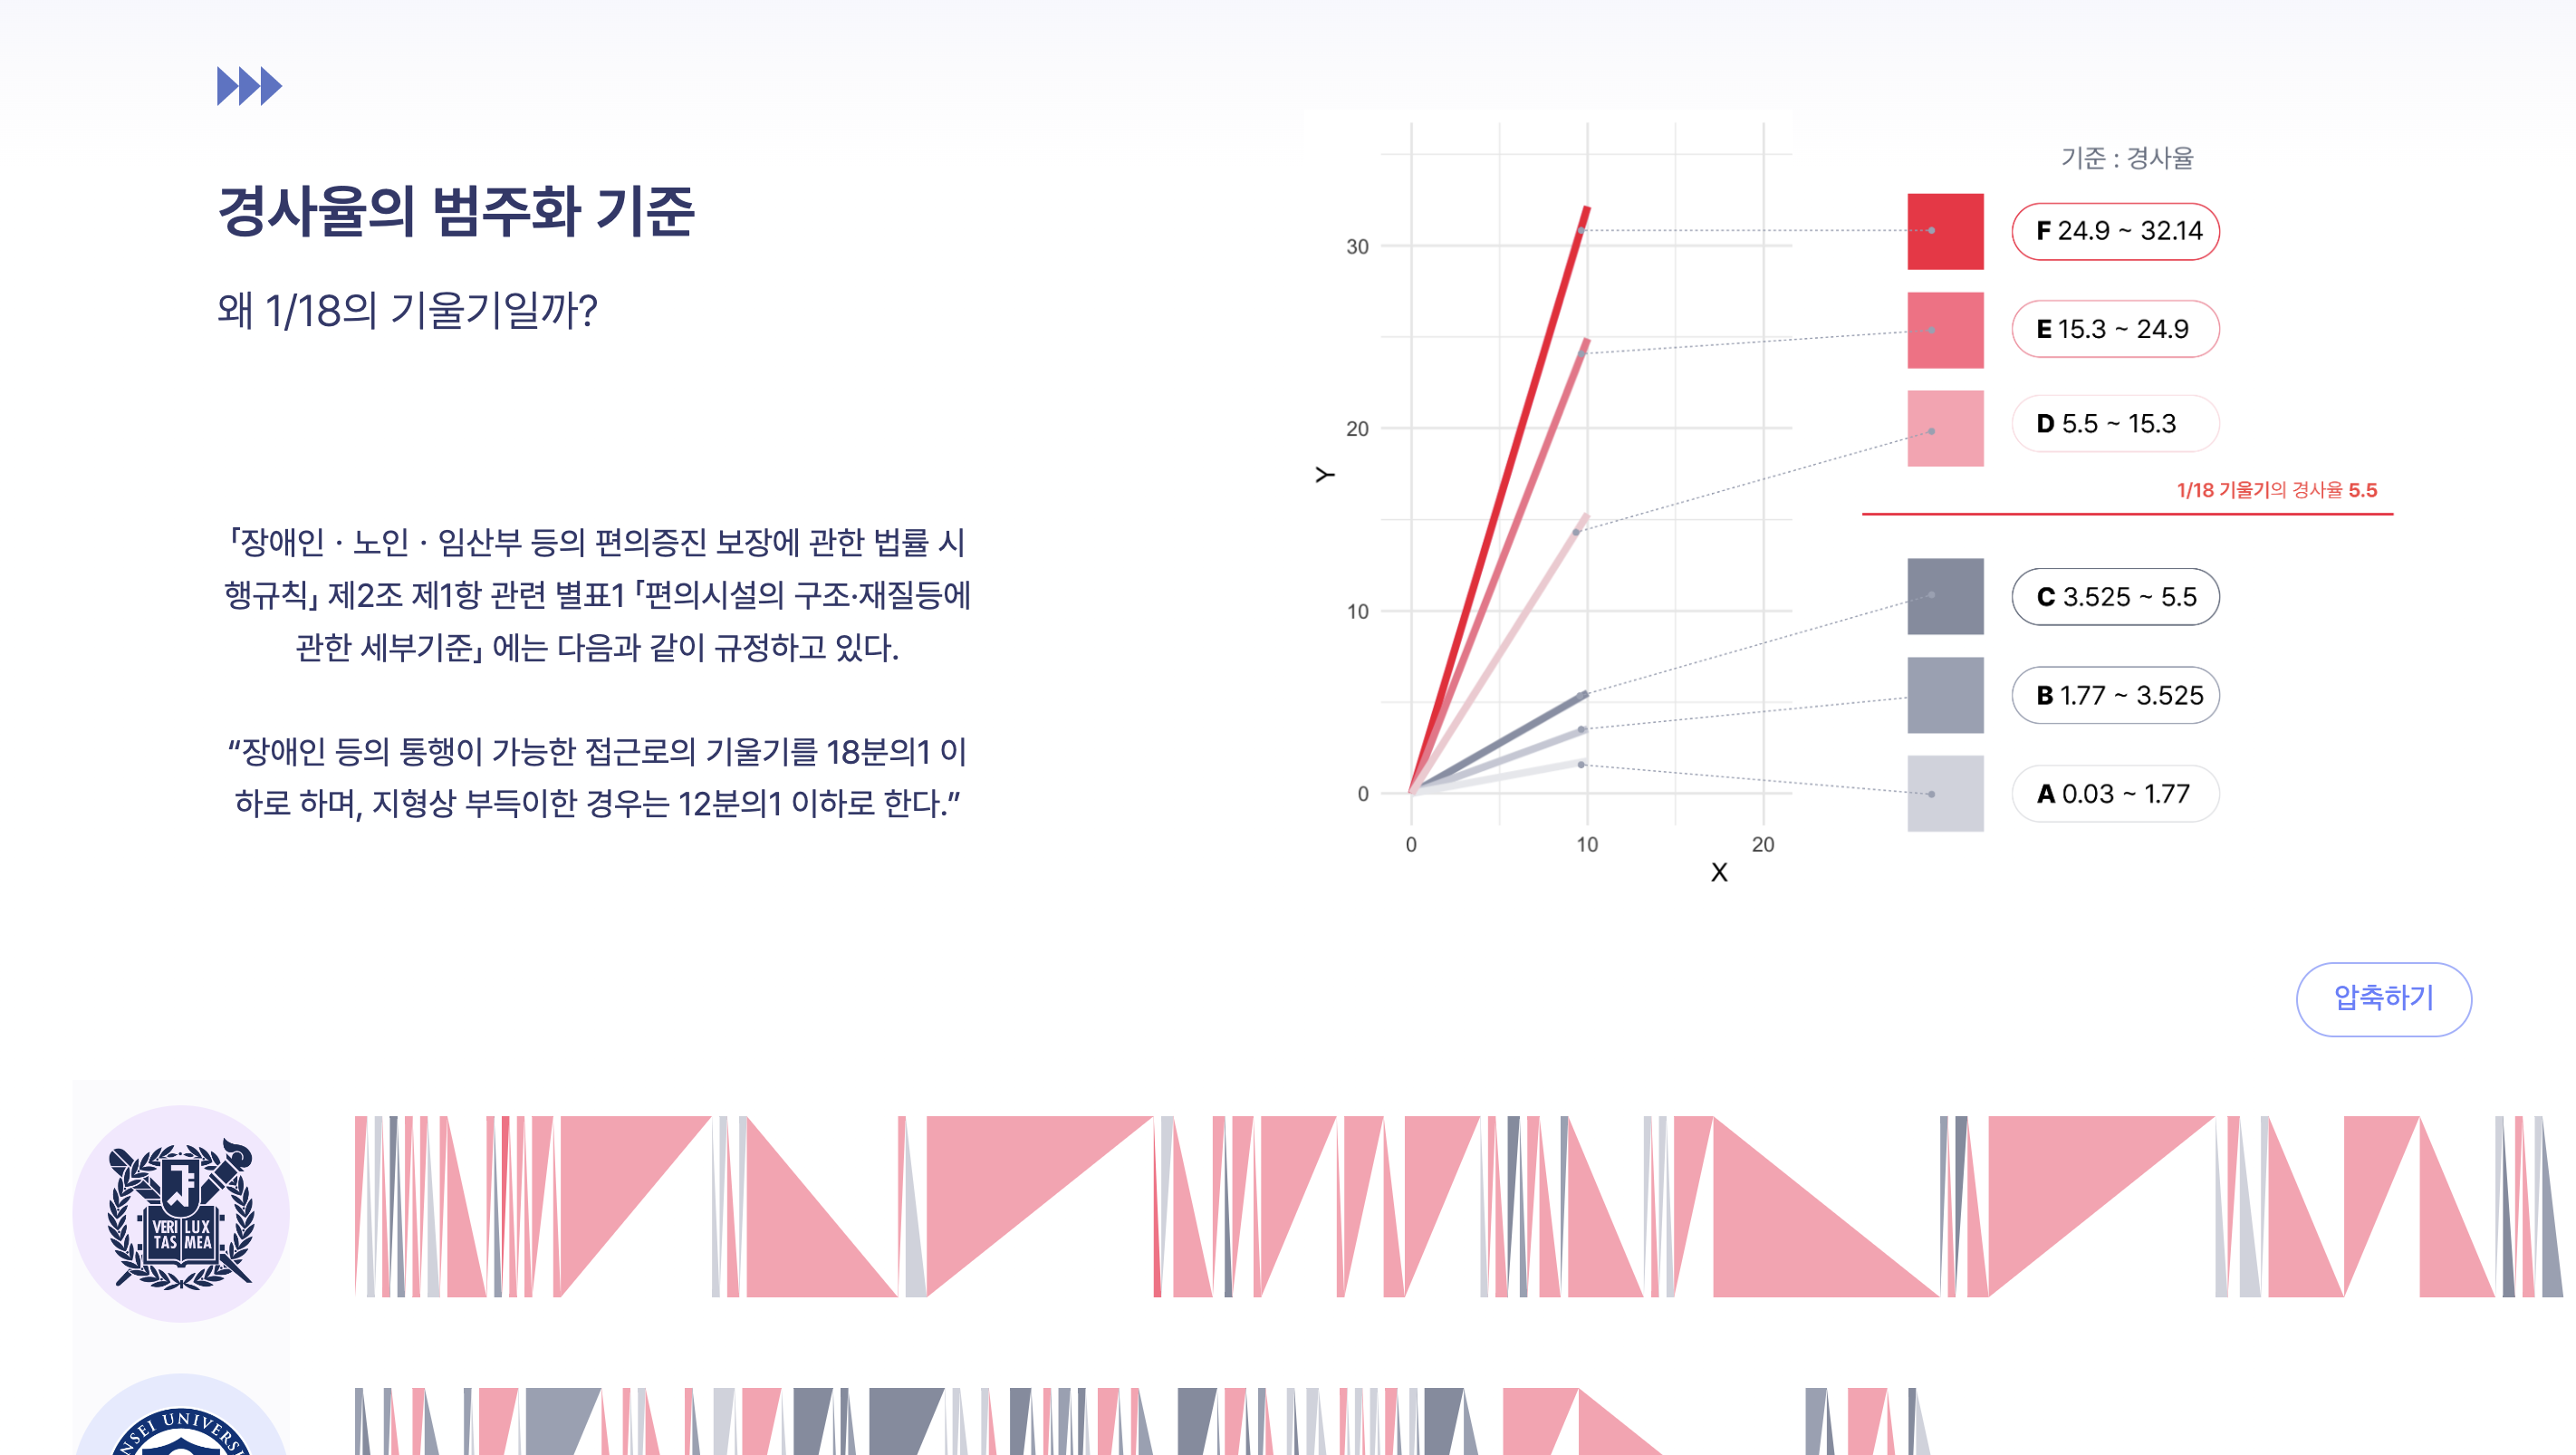 경사율의 범주화 기준
왜 1/18의 기울기일까?
「장애인 · 노인 · 임산부 등의 편의증진 보장에 관한 법률 시
행규칙」 제2조 제1항 관련 별표1 「편의시설의 구조·재질등에
관한 세부기준」 에는 다음과 같이 규정하고 있다.
“장애인 등의 통행이 가능한 접근로의 기울기를 18분의1 이
하로 하며, 지형상 부득이한 경우는 12분의1 이하로 한다.”
30
20
10
0
Y
0 10 20
X
기준 : 경사율
F 24.9 ~ 32.14
E 15.3 ~ 24.9
D 5.5 ~ 15.3
1/18 기울기의 경사율 5.5
C 3.525 ~ 5.5
B 1.77 ~ 3.525
A 0.03 ~ 1.77
압축하기
VERI LUX
TAS MEA
NSEI UNIVER